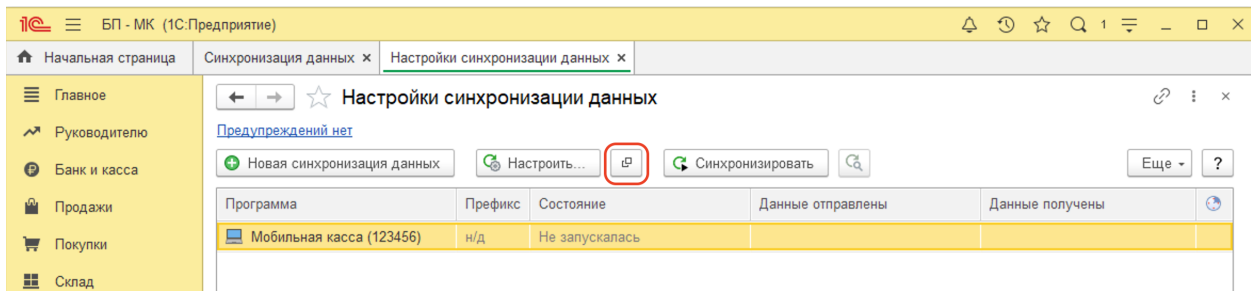 1С БП - МК (1С:Предприятие) 1
Начальная страница Синхронизация данных × Настройки синхронизации данных ×
Главное
Настройки синхронизации данных
Руководителю
Предупреждений нет
Банк и касса
Новая синхронизация данных Настроить... Синхронизировать Еще ?
Продажи
Программа Префикс Состояние Данные отправлены Данные получены
Покупки
Мобильная касса (123456) н/д Не запускалась
Склад